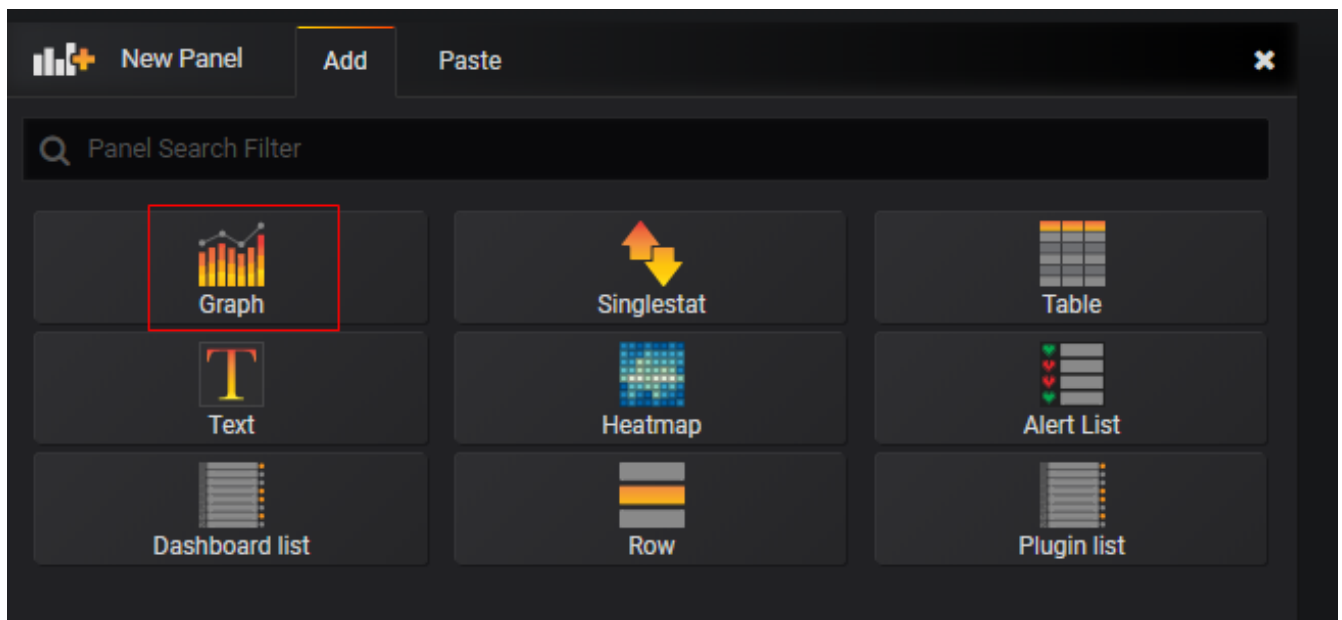 New Panel Add Paste
Panel Search Filter
Graph Singlestat Table
Text Heatmap Alert List
Dashboard list Row Plugin list